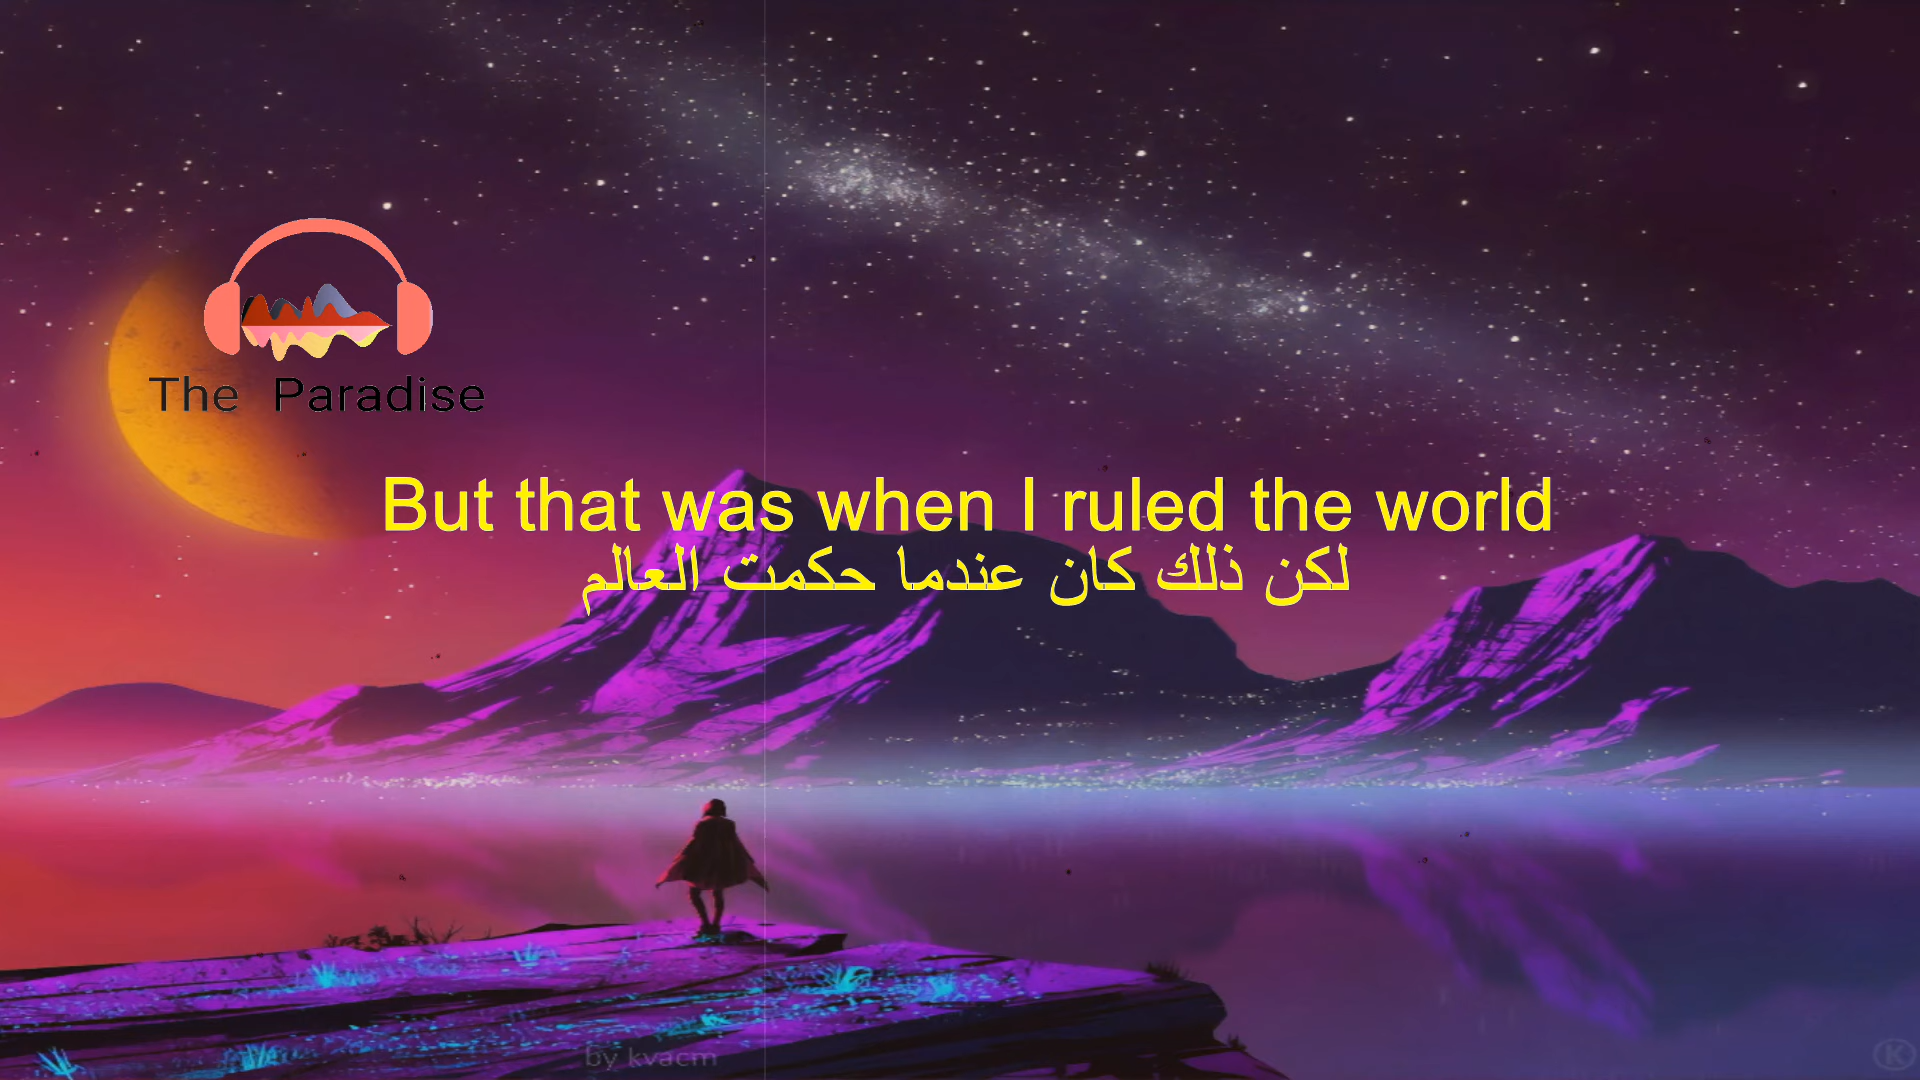 The Paradise
But that was when I ruled the world
لكن ذلك كان عندما حكمت العالم
by kvacm
K